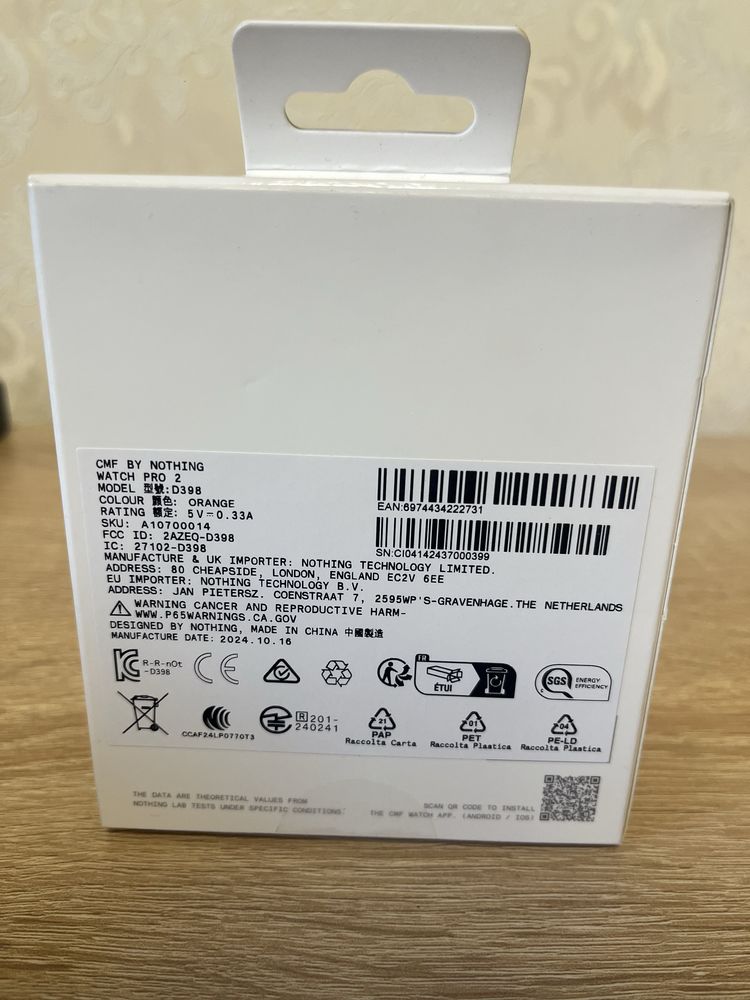 CMF BY NOTHING
WATCH PRO 2
MODEL 型號:D398
COLOUR 顏色: ORANGE
RATING 額定: 5V⎓0.33A
SKU: A10700014
FCC ID: 2AZEQ-D398
IC: 27102-D398
MANUFACTURE & UK IMPORTER: NOTHING TECHNOLOGY LIMITED.
ADDRESS: 80 CHEAPSIDE, LONDON, ENGLAND EC2V 6EE
EU IMPORTER: NOTHING TECHNOLOGY B.V.
ADDRESS: JAN PIETERSZ. COENSTRAAT 7, 2595WP'S-GRAVENHAGE.THE NETHERLANDS
WARNING CANCER AND REPRODUCTIVE HARM-
WWW.P65WARNINGS.CA.GOV
DESIGNED BY NOTHING, MADE IN CHINA 中國製造
MANUFACTURE DATE: 2024.10.16
EAN:6974434222731
SN:CI04142437000399
R-R-nOt
-D398
CE
FR
ÉTUI
SGS
ENERGY
EFFICIENCY
CCAF24LP0770T3
R 201-
240241
21
PAP
Raccolta Carta
01
PET
Raccolta Plastica
04
PE-LD
Raccolta Plastica
THE DATA ARE THEORETICAL VALUES FROM
NOTHING LAB TESTS UNDER SPECIFIC CONDITIONS.
SCAN QR CODE TO INSTALL
THE CMF WATCH APP. (ANDROID / IOS)